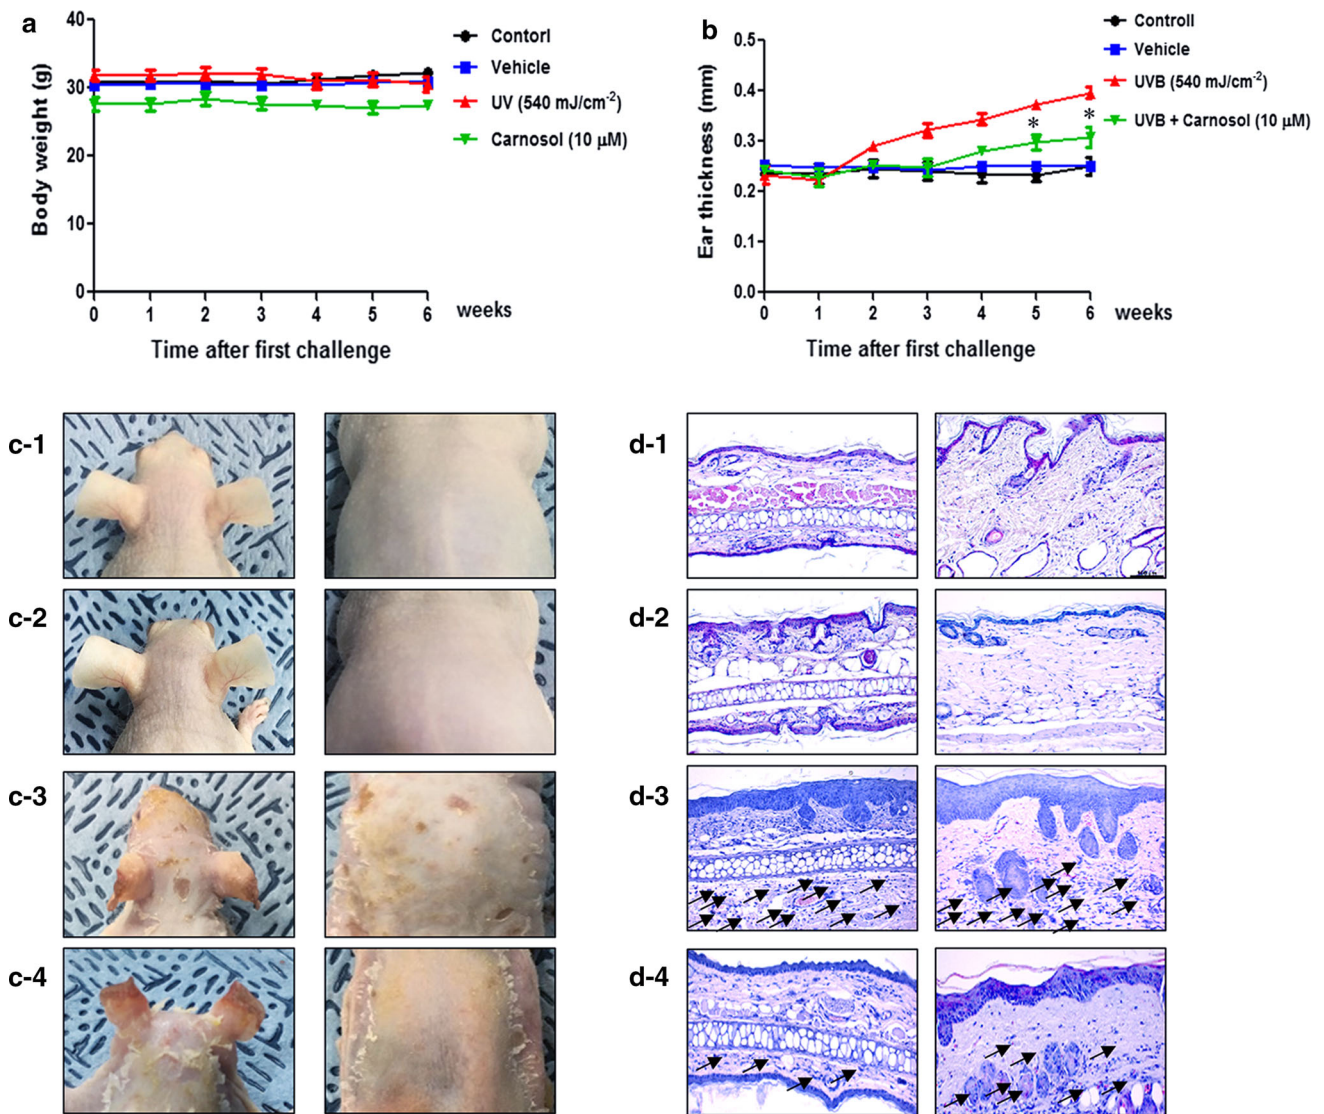 a
40
30
20
10
0
Body weight (g)
0 1 2 3 4 5 6 weeks
Time after first challenge
Contorl
Vehicle
UV (540 mJ/cm⁻²)
Carnosol (10 µM)
b
0.5
0.4
0.3
0.2
0.1
0.0
Ear thickness (mm)
* *
0 1 2 3 4 5 6 weeks
Time after first challenge
Controll
Vehicle
UVB (540 mJ/cm⁻²)
UVB + Carnosol (10 µM)
c-1
d-1
c-2
d-2
c-3
d-3
c-4
d-4